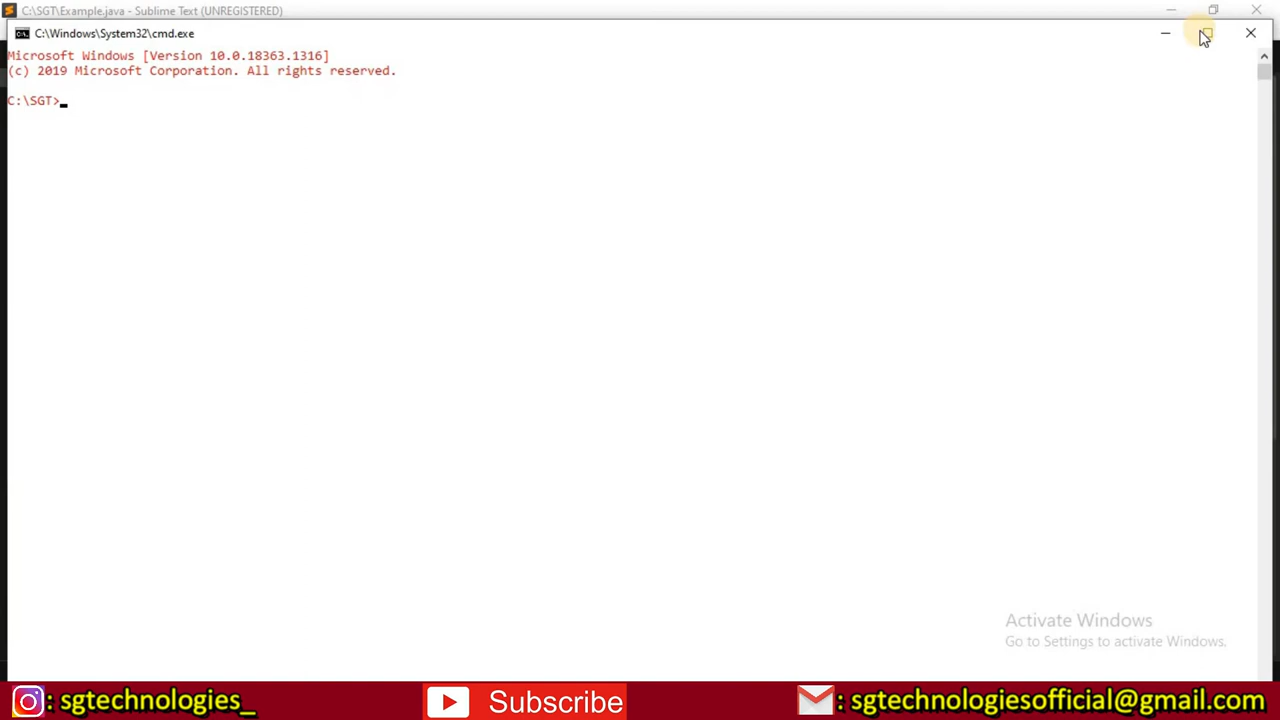 C:\SGT\Example.java - Sublime Text (UNREGISTERED)
C:\Windows\System32\cmd.exe
Microsoft Windows [Version 10.0.18363.1316]
(c) 2019 Microsoft Corporation. All rights reserved.
C:\SGT>
Activate Windows
Go to Settings to activate Windows.
: sgtechnologies_
Subscribe
: sgtechnologiesofficial@gmail.com